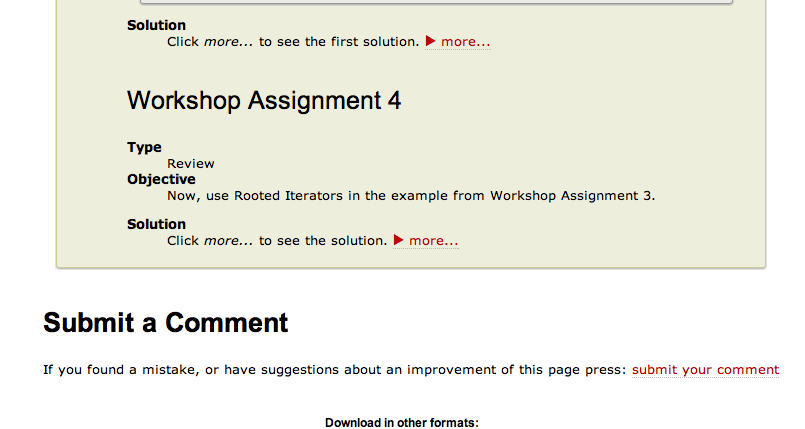 Solution
Click more... to see the first solution. ▶ more...
Workshop Assignment 4
Type
Review
Objective
Now, use Rooted Iterators in the example from Workshop Assignment 3.
Solution
Click more... to see the solution. ▶ more...
Submit a Comment
If you found a mistake, or have suggestions about an improvement of this page press: submit your comment
Download in other formats: